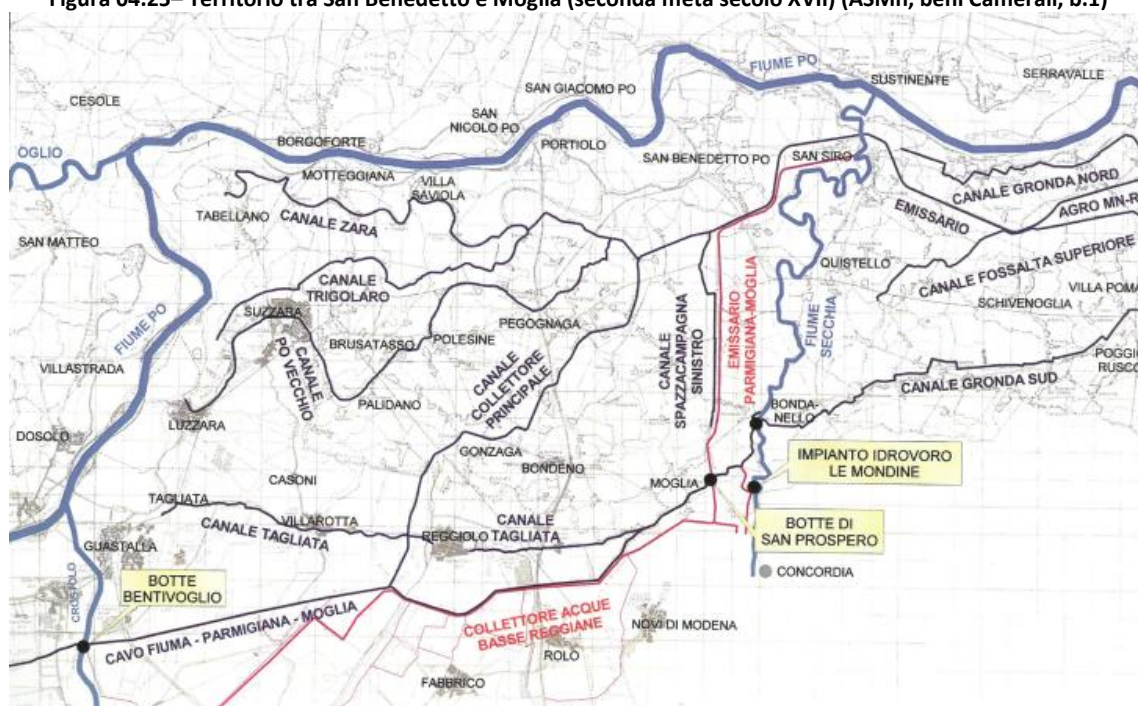 Figura 04.25– Territorio tra San Benedetto e Moglia (seconda metà secolo XVII) (ASMn, beni Camerali, b.1)
FIUME PO
SUSTINENTE
SERRAVALLE
CESOLE
SAN GIACOMO PO
SAN
NICOLO PO
OGLIO
BORGOFORTE
PORTIOLO
SAN BENEDETTO PO
SAN SIRO
MOTTEGGIANA
VILLA
SAVIOLA
CANALE GRONDA NORD
TABELLANO
CANALE ZARA
EMISSARIO
AGRO MN-R
SAN MATTEO
CANALE FOSSALTA SUPERIORE
QUISTELLO
CANALE
TRIGOLARO
SCHIVENOGLIA
VILLA POMA
SUZZARA
FIUME PO
PEGOGNAGA
BRUSATASSO
POLESINE
CANALE
PO VECCHIO
CANALE
COLLETTORE
PRINCIPALE
CANALE
SPAZZACAMPAGNA
SINISTRO
EMISSARIO
PARMIGIANA-MOGLIA
FIUME
SECCHIA
POGGIO
RUSCO
VILLASTRADA
CANALE GRONDA SUD
PALIDANO
LUZZARA
BONDA-
NELLO
DOSOLO
GONZAGA
BONDENO
IMPIANTO IDROVORO
LE MONDINE
CASONI
MOGLIA
TAGLIATA
VILLAROTTA
CANALE TAGLIATA
CANALE
TAGLIATA
REGGIOLO
BOTTE DI
SAN PROSPERO
GUASTALLA
CROSTOLO
BOTTE
BENTIVOGLIO
CONCORDIA
CAVO FIUMA - PARMIGIANA - MOGLIA
COLLETTORE ACQUE
BASSE REGGIANE
NOVI DI MODENA
ROLO
FABBRICO